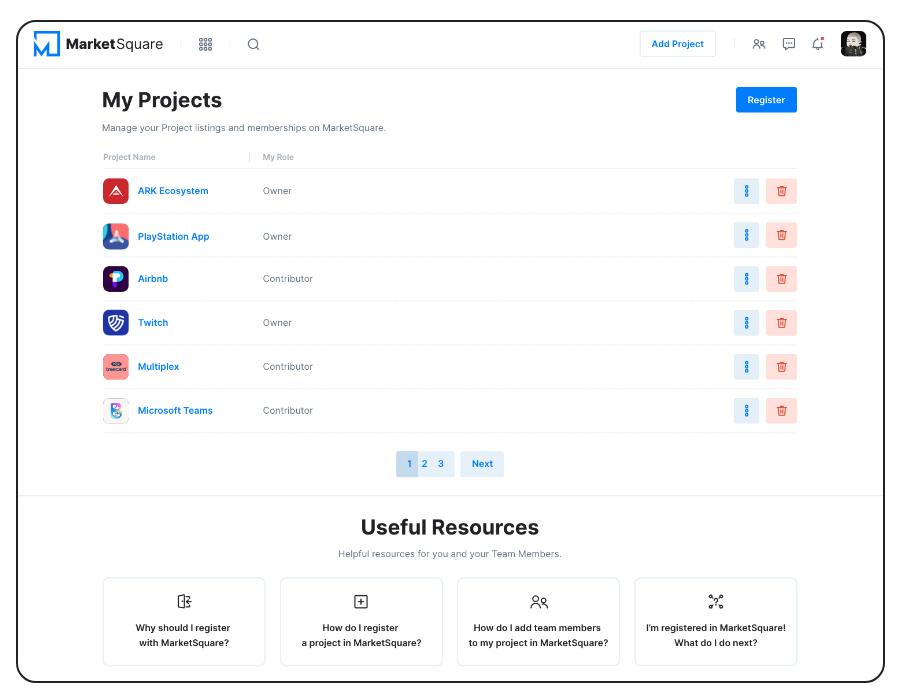 MarketSquare
Add Project
My Projects
Register
Manage your Project listings and memberships on MarketSquare.
Project Name
My Role
ARK Ecosystem
Owner
PlayStation App
Owner
Airbnb
Contributor
Twitch
Owner
Multiplex
Contributor
Microsoft Teams
Contributor
1 2 3 Next
Useful Resources
Helpful resources for you and your Team Members.
Why should I register
with MarketSquare?
How do I register
a project in MarketSquare?
How do I add team members
to my project in MarketSquare?
I'm registered in MarketSquare!
What do I do next?